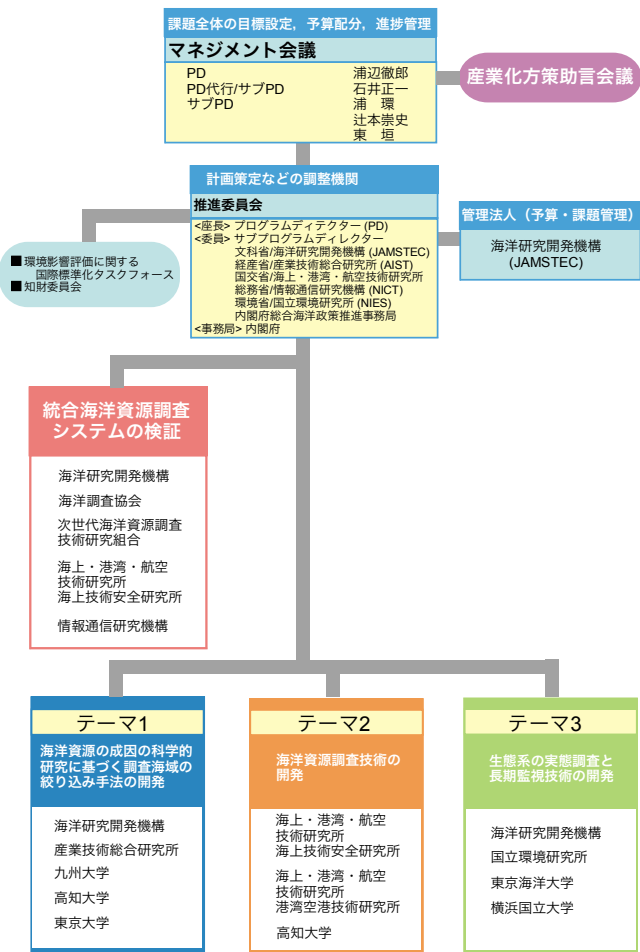 課題全体の目標設定，予算配分，進捗管理
マネジメント会議
PD 浦辺徹郎
PD代行/サブPD 石井正一
サブPD 浦　環
辻本崇史
東　垣
産業化方策助言会議
計画策定などの調整機関
推進委員会
<座長> プログラムディテクター (PD)
<委員> サブプログラムディレクター
文科省/海洋研究開発機構 (JAMSTEC)
経産省/産業技術総合研究所 (AIST)
国交省/海上・港湾・航空技術研究所
総務省/情報通信研究機構 (NICT)
環境省/国立環境研究所 (NIES)
内閣府総合海洋政策推進事務局
<事務局> 内閣府
管理法人（予算・課題管理）
海洋研究開発機構
(JAMSTEC)
■環境影響評価に関する
国際標準化タスクフォース
■知財委員会
統合海洋資源調査
システムの検証
海洋研究開発機構
海洋調査協会
次世代海洋資源調査
技術研究組合
海上・港湾・航空
技術研究所
海上技術安全研究所
情報通信研究機構
テーマ1
海洋資源の成因の科学的
研究に基づく調査海域の
絞り込み手法の開発
海洋研究開発機構
産業技術総合研究所
九州大学
高知大学
東京大学
テーマ2
海洋資源調査技術の
開発
海上・港湾・航空
技術研究所
海上技術安全研究所
海上・港湾・航空
技術研究所
港湾空港技術研究所
高知大学
テーマ3
生態系の実態調査と
長期監視技術の開発
海洋研究開発機構
国立環境研究所
東京海洋大学
横浜国立大学